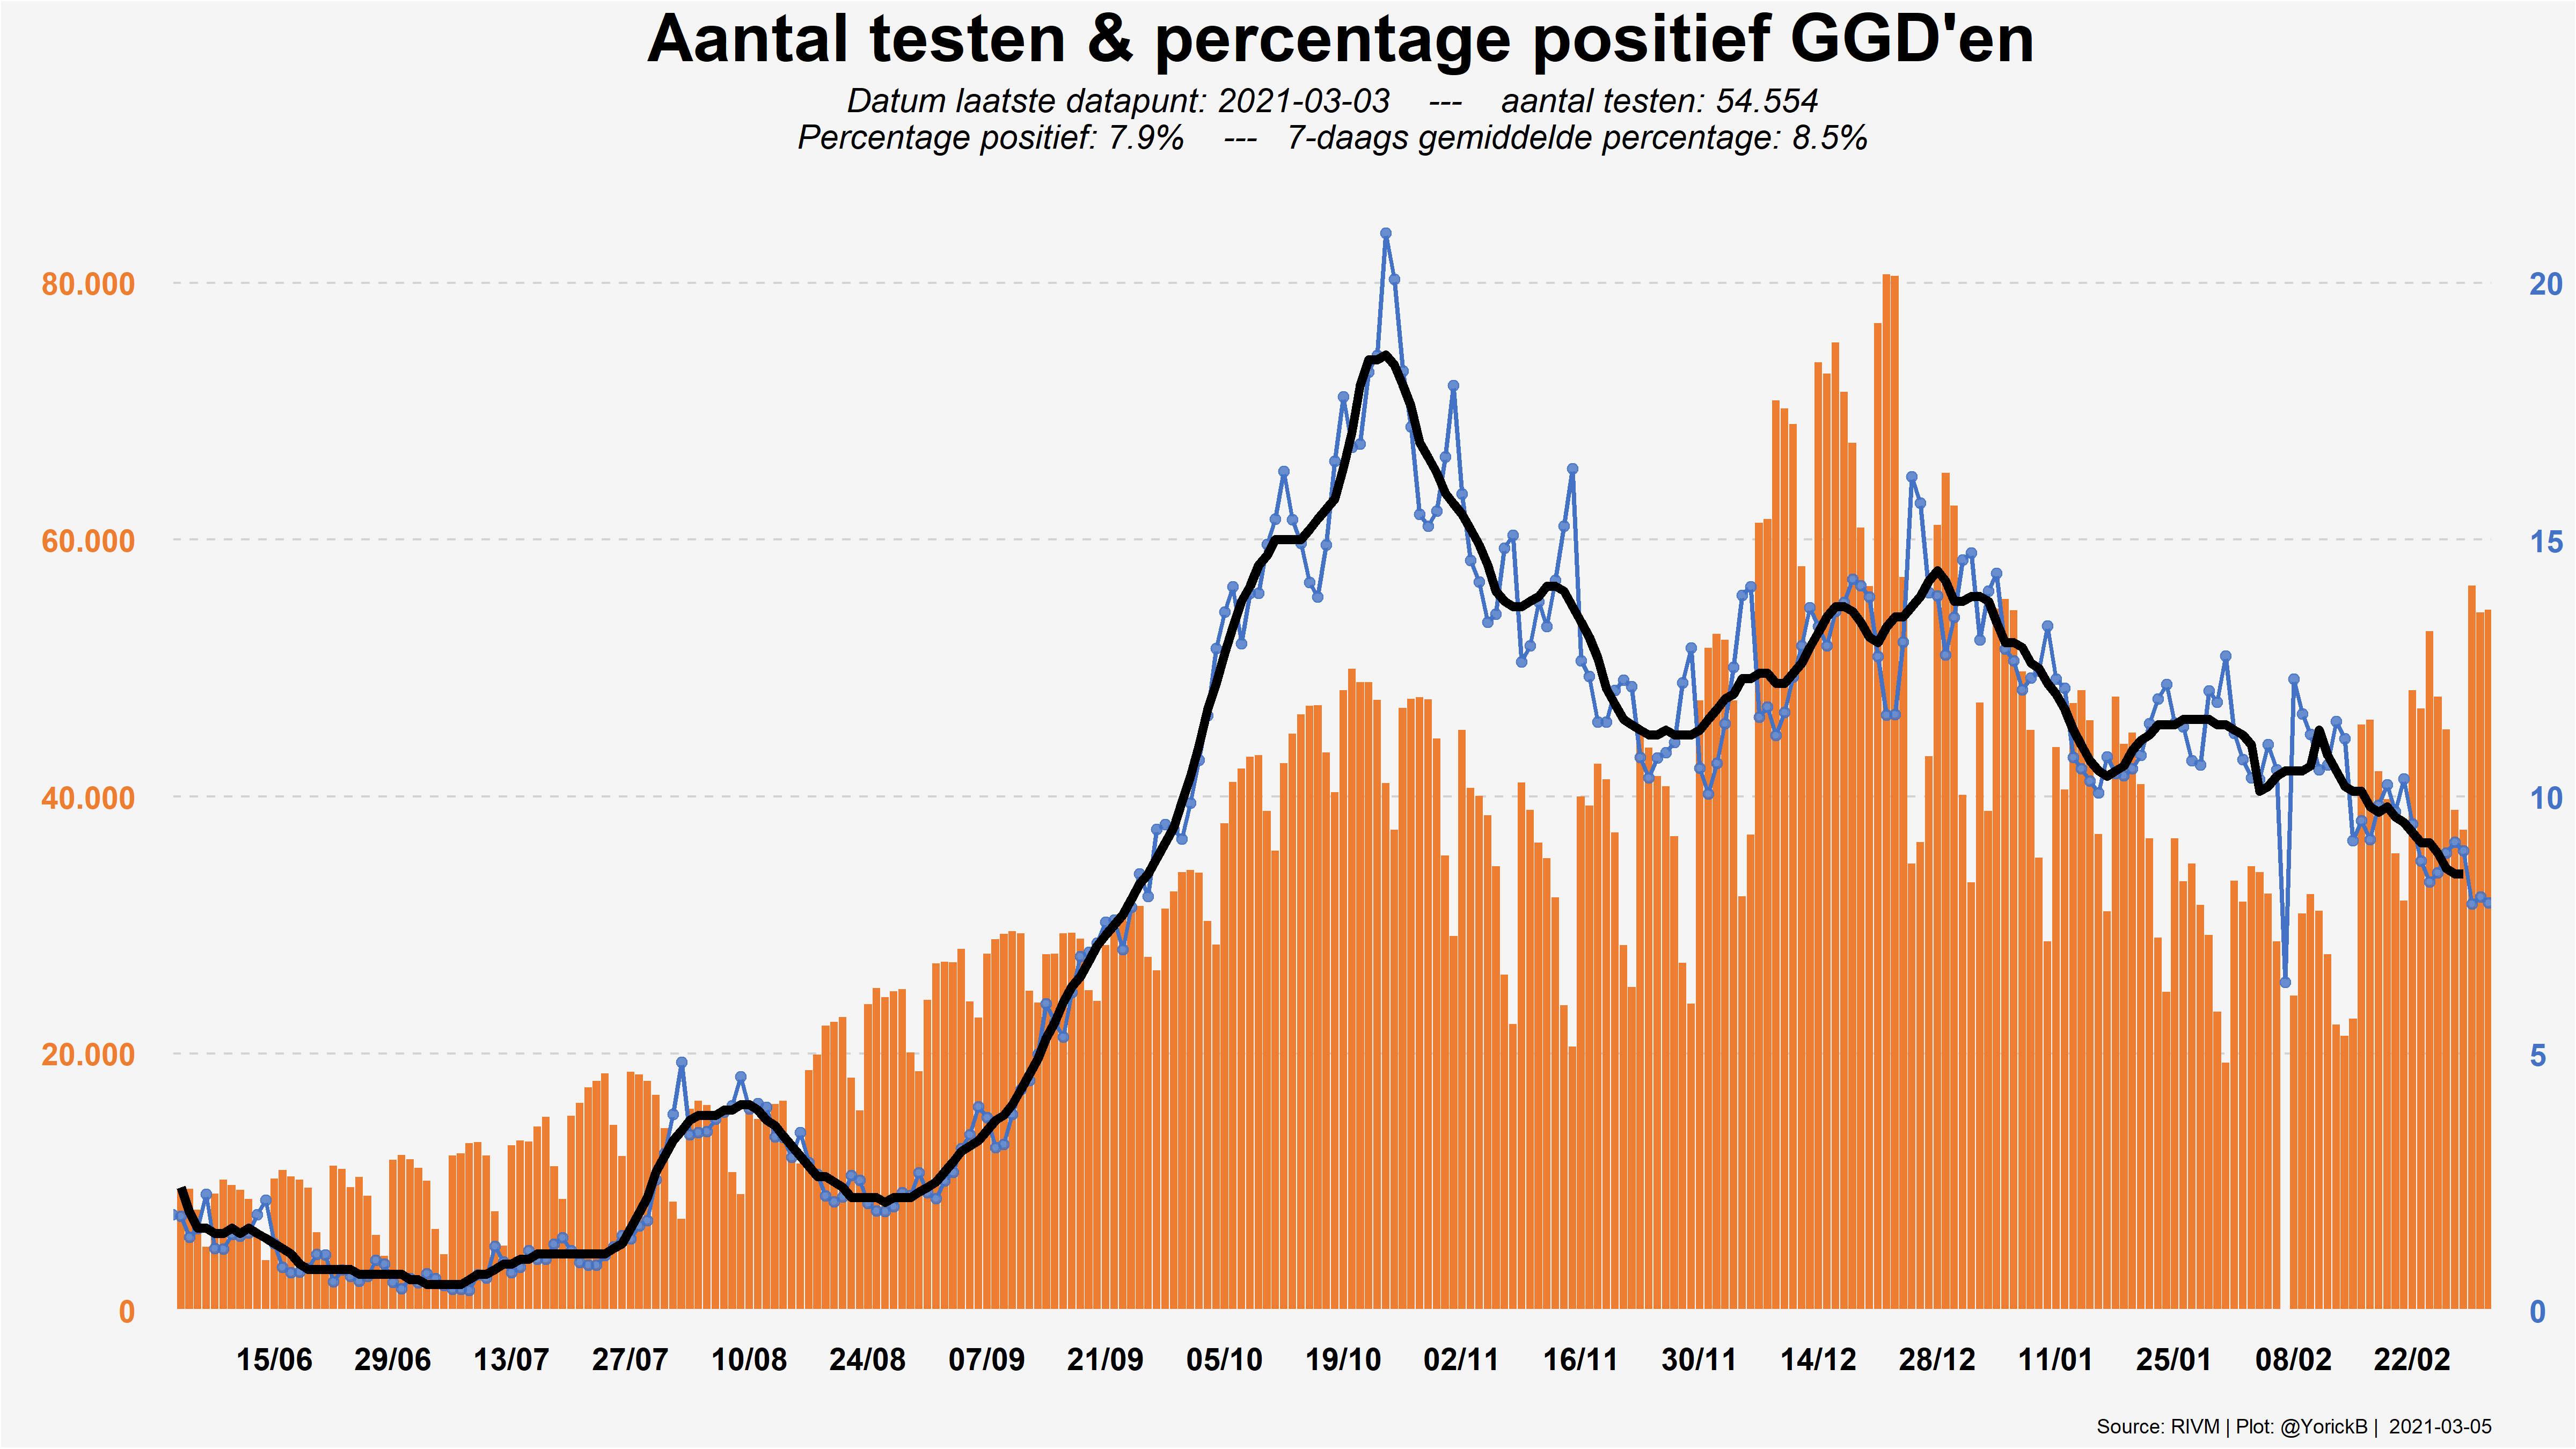 Aantal testen & percentage positief GGD'en
Datum laatste datapunt: 2021-03-03 --- aantal testen: 54.554
Percentage positief: 7.9% --- 7-daags gemiddelde percentage: 8.5%
80.000
20
60.000
15
40.000
10
20.000
5
0
0
15/06 29/06 13/07 27/07 10/08 24/08 07/09 21/09 05/10 19/10 02/11 16/11 30/11 14/12 28/12 11/01 25/01 08/02 22/02
Source: RIVM | Plot: @YorickB | 2021-03-05